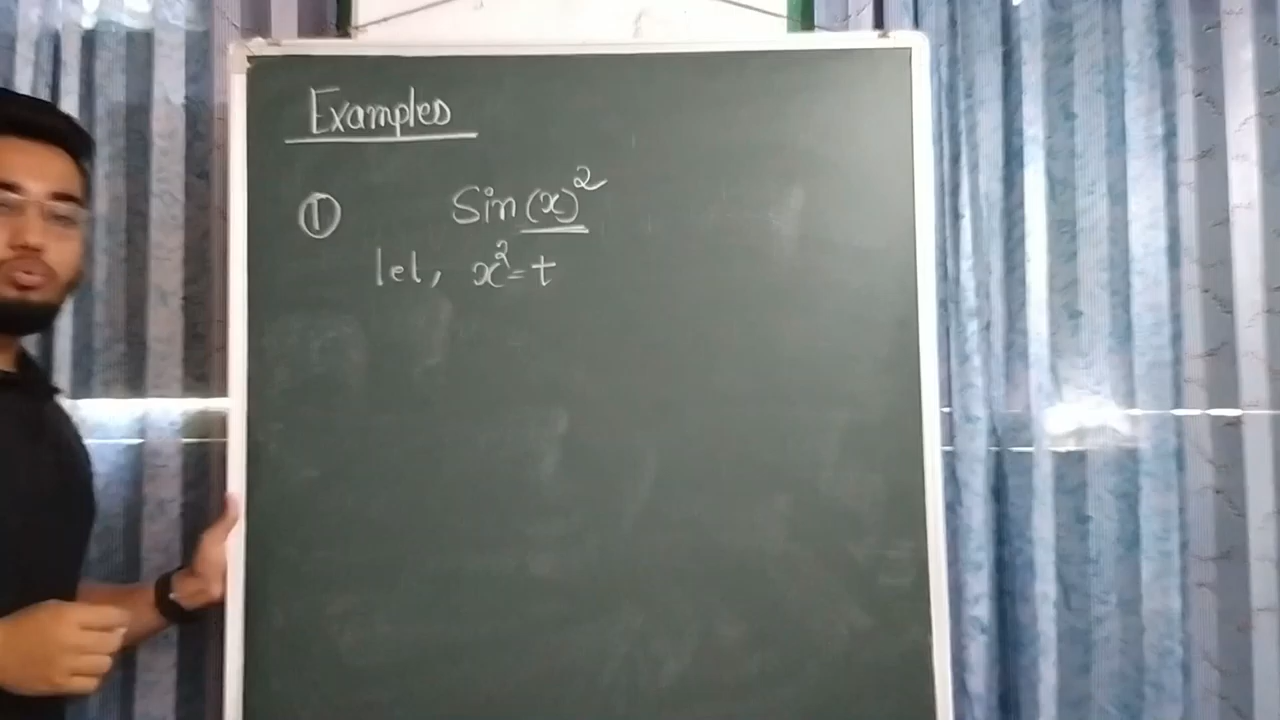 Examples
① Sin (x)²
let, x² = t